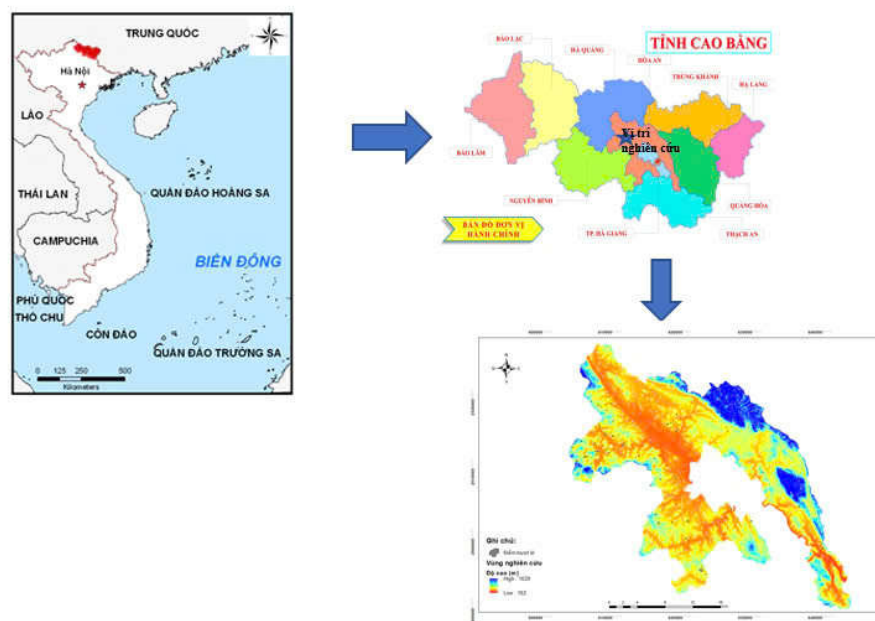 TRUNG QUỐC
Hà Nội
LÀO
THÁI LAN
QUẦN ĐẢO HOÀNG SA
CAMPUCHIA
BIỂN ĐÔNG
PHÚ QUỐC
THỔ CHU
CÔN ĐẢO
QUẦN ĐẢO TRƯỜNG SA
0 125 250 500
Kilometers
TỈNH CAO BẰNG
BẢO LẠC
HÀ QUẢNG
HÒA AN
TRÙNG KHÁNH
HẠ LANG
Vị trí
nghiên cứu
BẢO LÂM
NGUYÊN BÌNH
QUẢNG HÒA
BẢN ĐỒ ĐƠN VỊ
HÀNH CHÍNH
TP. HÀ GIANG
THẠCH AN
Ghi chú:
Vùng nghiên cứu
Độ cao (m)